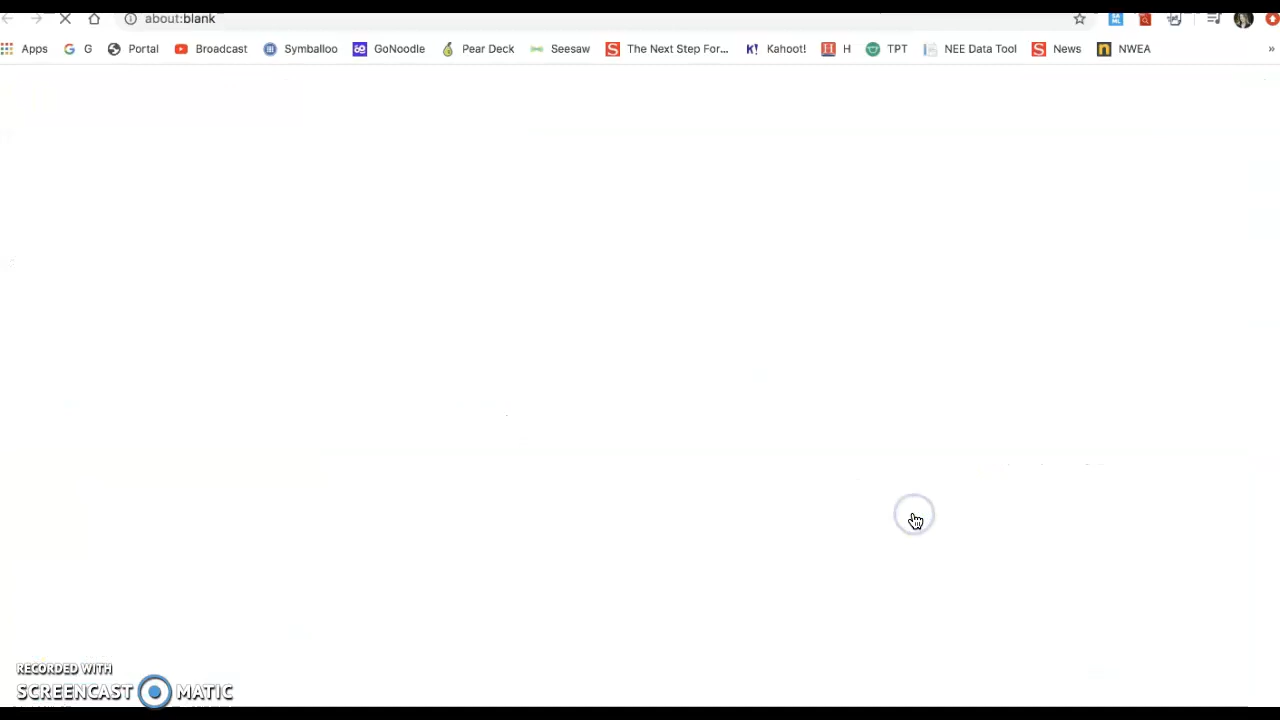 about:blank
Apps G Portal Broadcast Symballoo GoNoodle Pear Deck Seesaw The Next Step For... K! Kahoot! H H TPT NEE Data Tool News NWEA »
RECORDED WITH
SCREENCAST MATIC